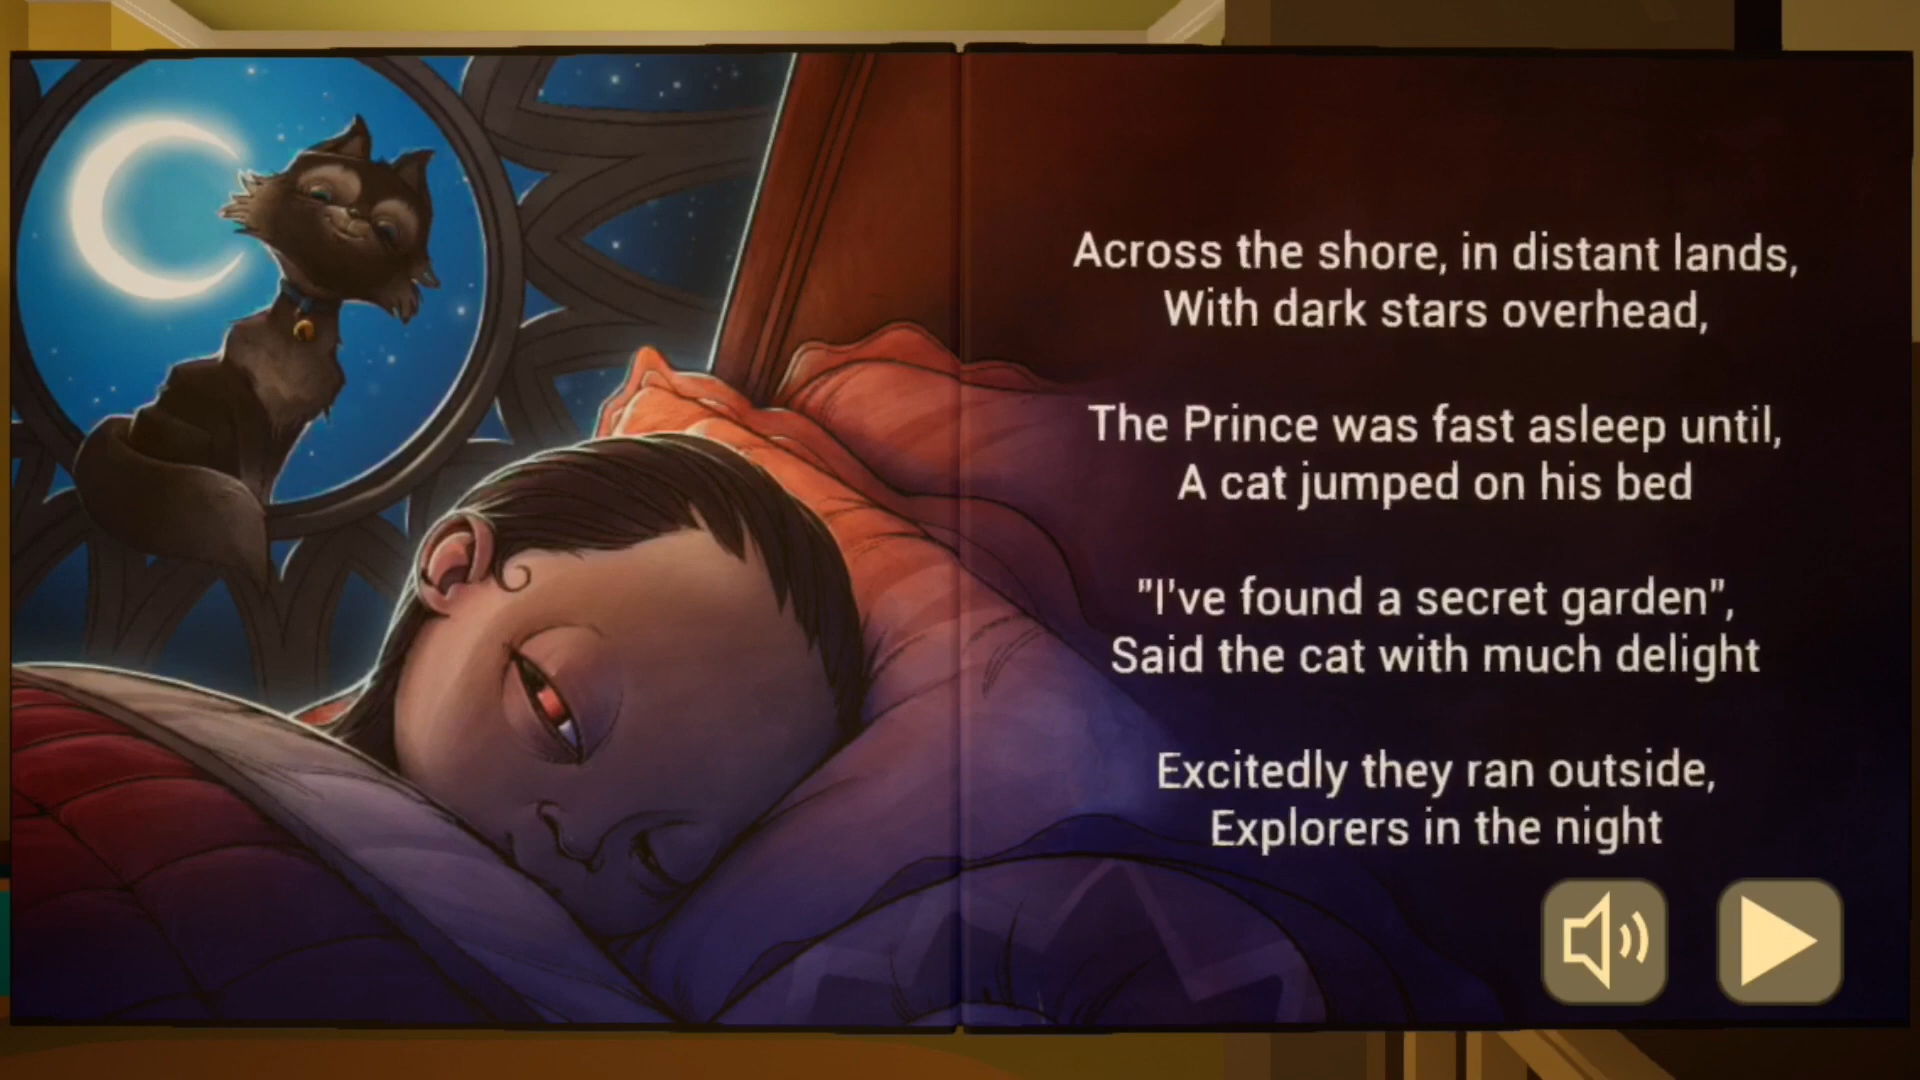 Across the shore, in distant lands,
With dark stars overhead,
The Prince was fast asleep until,
A cat jumped on his bed
"I've found a secret garden",
Said the cat with much delight
Excitedly they ran outside,
Explorers in the night